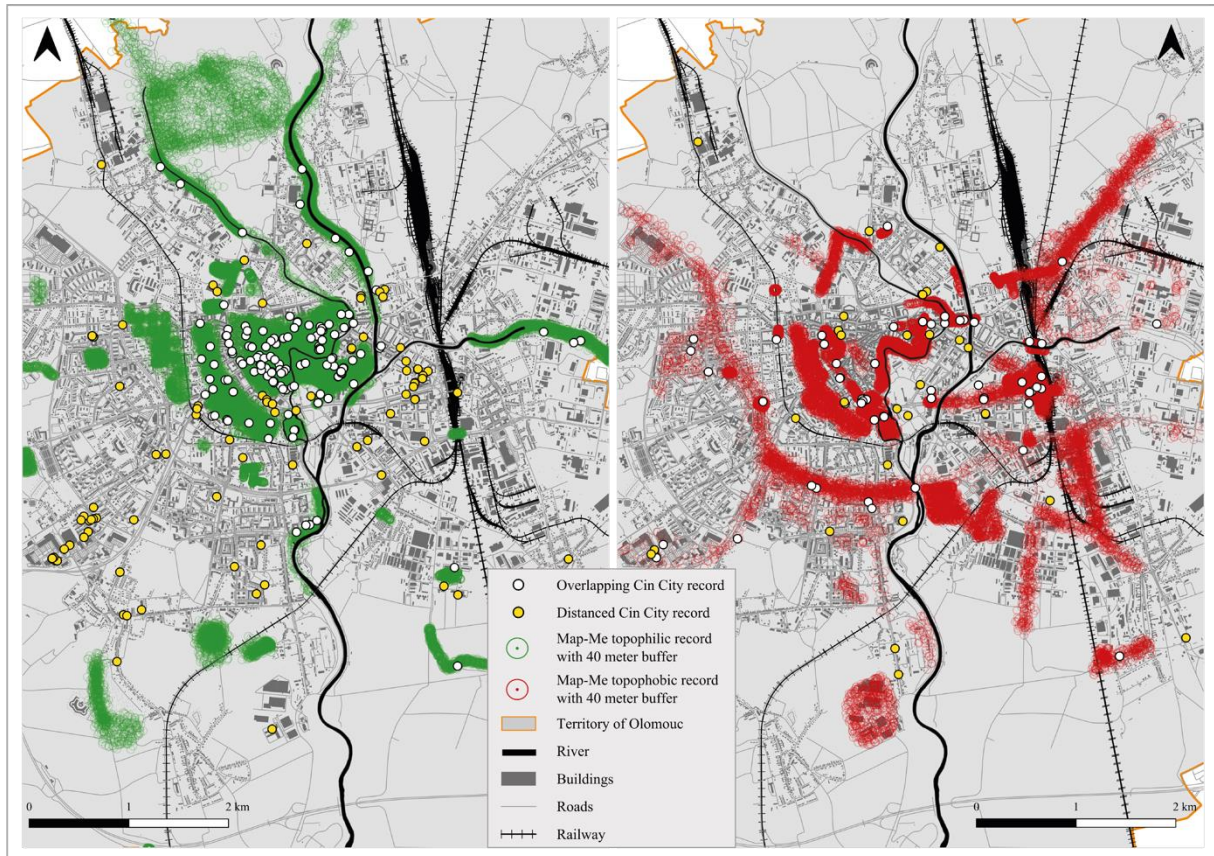 Overlapping Cin City record
Distanced Cin City record
Map-Me topophilic record
with 40 meter buffer
Map-Me topophobic record
with 40 meter buffer
Territory of Olomouc
River
Buildings
Roads
Railway
0 1 2 km
0 1 2 km